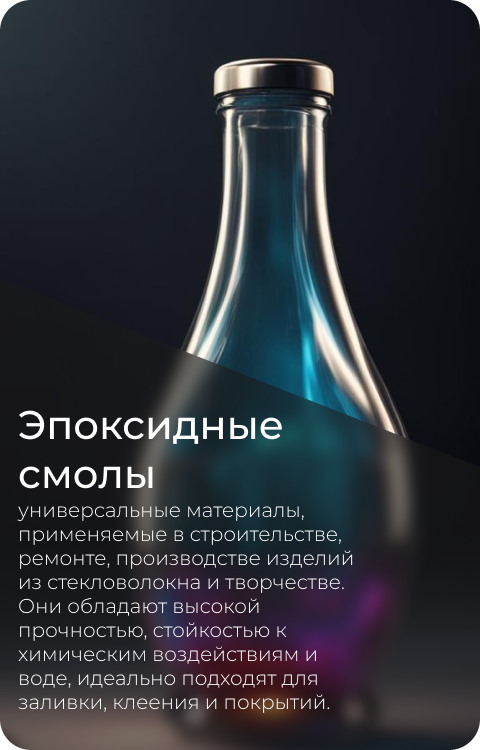 Эпоксидные
смолы
универсальные материалы,
применяемые в строительстве,
ремонте, производстве изделий
из стекловолокна и творчестве.
Они обладают высокой
прочностью, стойкостью к
химическим воздействиям и
воде, идеально подходят для
заливки, клеения и покрытий.